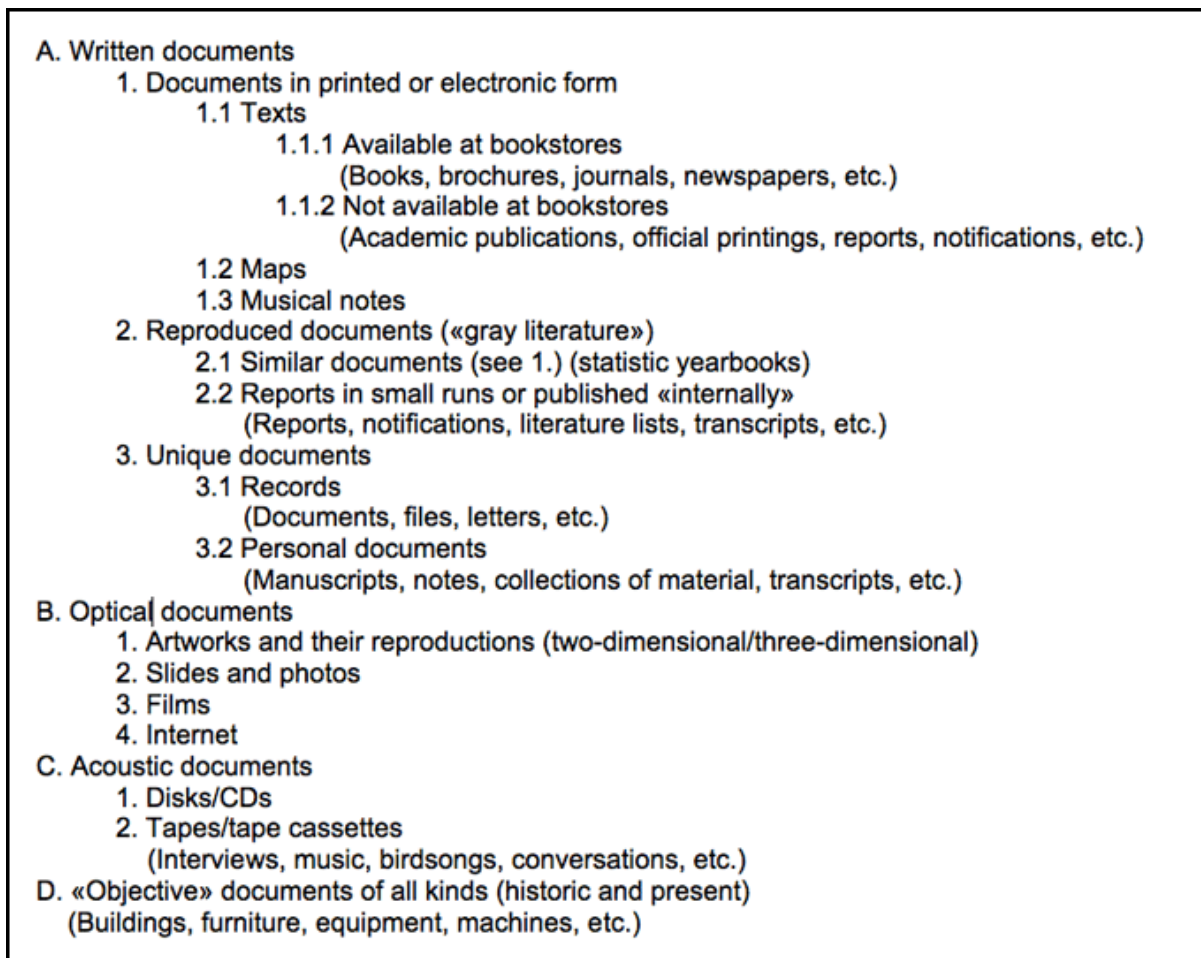 A. Written documents
1. Documents in printed or electronic form
1.1 Texts
1.1.1 Available at bookstores
(Books, brochures, journals, newspapers, etc.)
1.1.2 Not available at bookstores
(Academic publications, official printings, reports, notifications, etc.)
1.2 Maps
1.3 Musical notes
2. Reproduced documents («gray literature»)
2.1 Similar documents (see 1.) (statistic yearbooks)
2.2 Reports in small runs or published «internally»
(Reports, notifications, literature lists, transcripts, etc.)
3. Unique documents
3.1 Records
(Documents, files, letters, etc.)
3.2 Personal documents
(Manuscripts, notes, collections of material, transcripts, etc.)
B. Optical documents
1. Artworks and their reproductions (two-dimensional/three-dimensional)
2. Slides and photos
3. Films
4. Internet
C. Acoustic documents
1. Disks/CDs
2. Tapes/tape cassettes
(Interviews, music, birdsongs, conversations, etc.)
D. «Objective» documents of all kinds (historic and present)
(Buildings, furniture, equipment, machines, etc.)